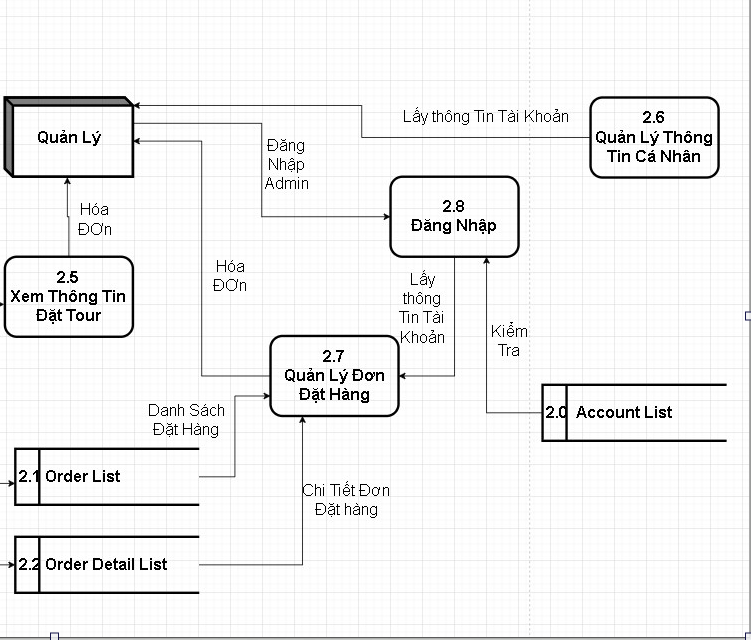 Quản Lý
Lấy thông Tin Tài Khoản
2.6
Quản Lý Thông
Tin Cá Nhân
Đăng
Nhập
Admin
2.8
Đăng Nhập
Hóa
ĐƠn
2.5
Xem Thông Tin
Đặt Tour
Hóa
ĐƠn
Lấy
thông
Tin Tài
Khoản
Kiểm
Tra
2.7
Quản Lý Đơn
Đặt Hàng
2.0 Account List
Danh Sách
Đặt Hàng
2.1 Order List
Chi Tiết Đơn
Đặt hàng
2.2 Order Detail List